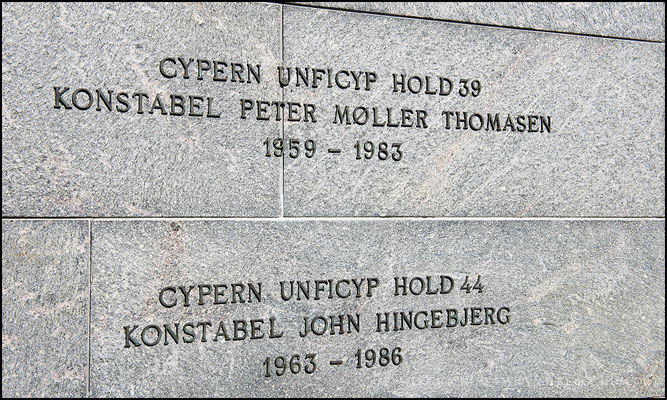 CYPERN UNFICYP HOLD 39
KONSTABEL PETER MØLLER THOMASEN
1959 - 1983
CYPERN UNFICYP HOLD 44
KONSTABEL JOHN HINGEBJERG
1963 - 1986